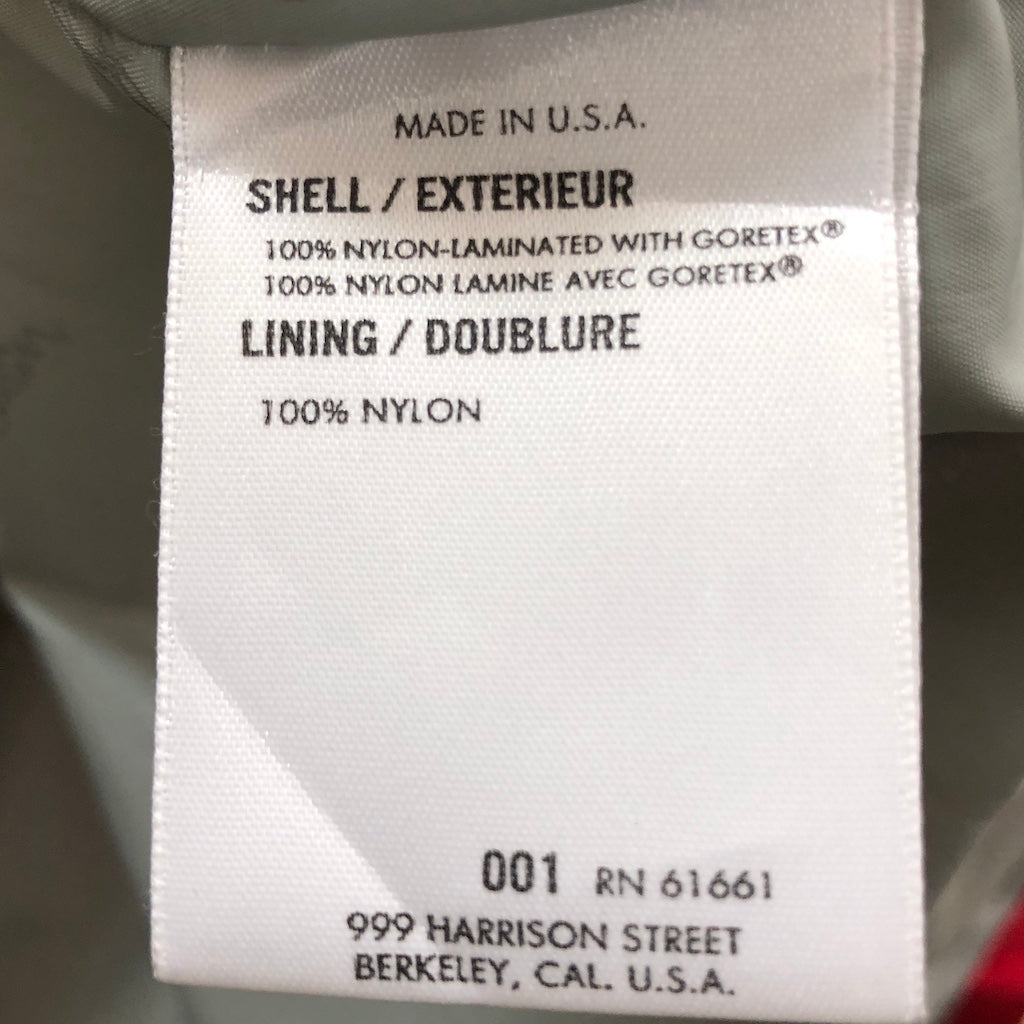 MADE IN U.S.A.
SHELL / EXTERIEUR
100% NYLON-LAMINATED WITH GORETEX®
100% NYLON LAMINE AVEC GORETEX®
LINING / DOUBLURE
100% NYLON
001 RN 61661
999 HARRISON STREET
BERKELEY, CAL. U.S.A.